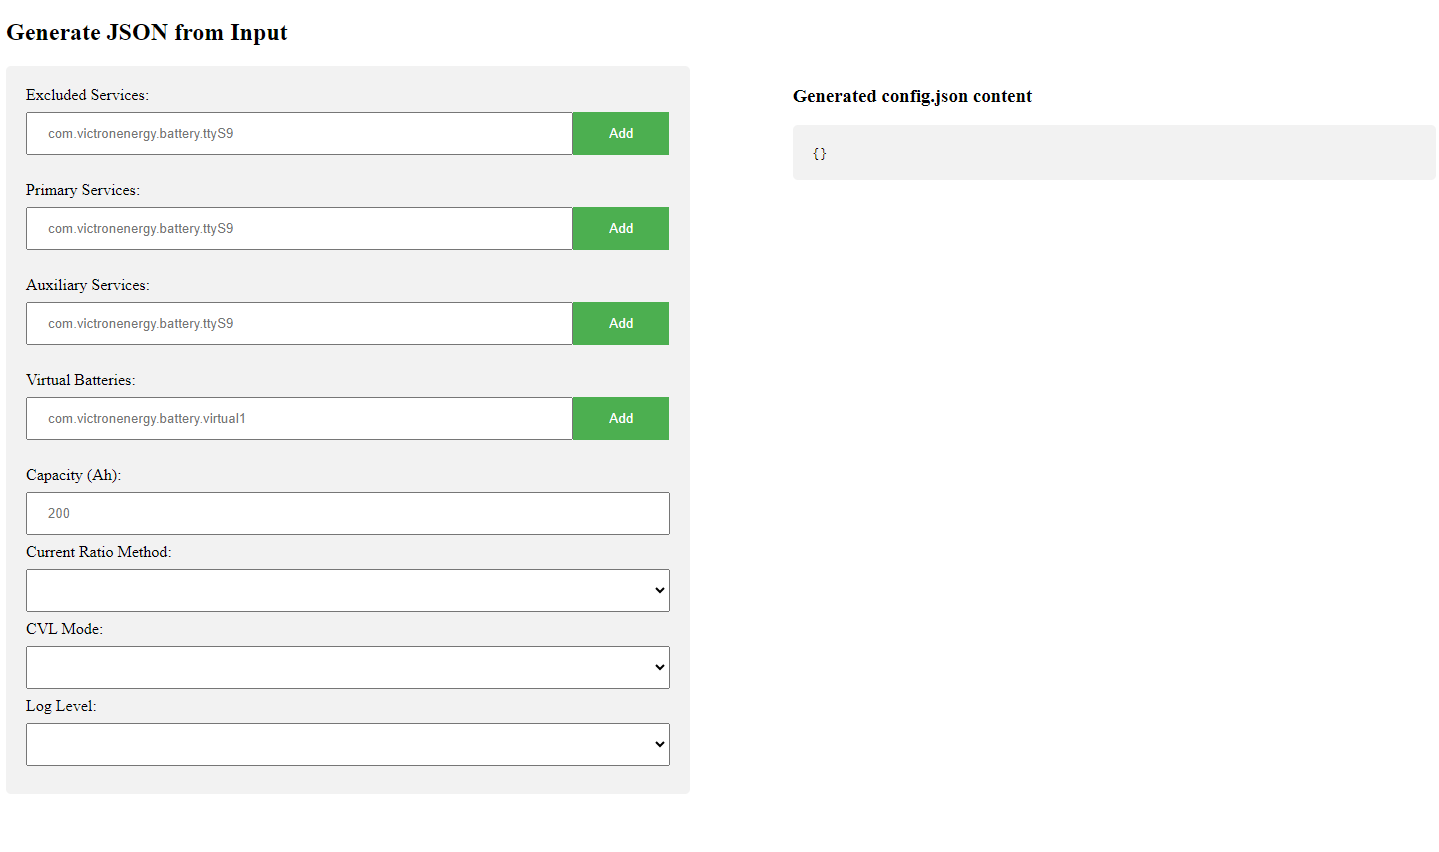 Generate JSON from Input
Excluded Services:
com.victronenergy.battery.ttyS9
Add
Primary Services:
com.victronenergy.battery.ttyS9
Add
Auxiliary Services:
com.victronenergy.battery.ttyS9
Add
Virtual Batteries:
com.victronenergy.battery.virtual1
Add
Capacity (Ah):
200
Current Ratio Method:
CVL Mode:
Log Level:
Generated config.json content
{}